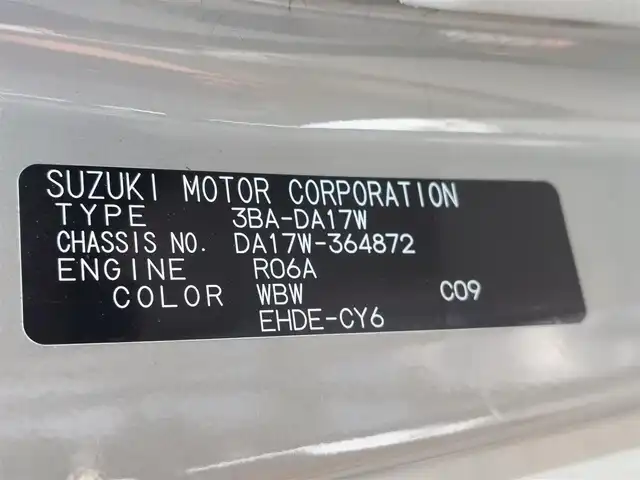 SUZUKI MOTOR CORPORATION
TYPE 3BA-DA17W
CHASSIS NO. DA17W-364872
ENGINE R06A
COLOR WBW C09
EHDE-CY6